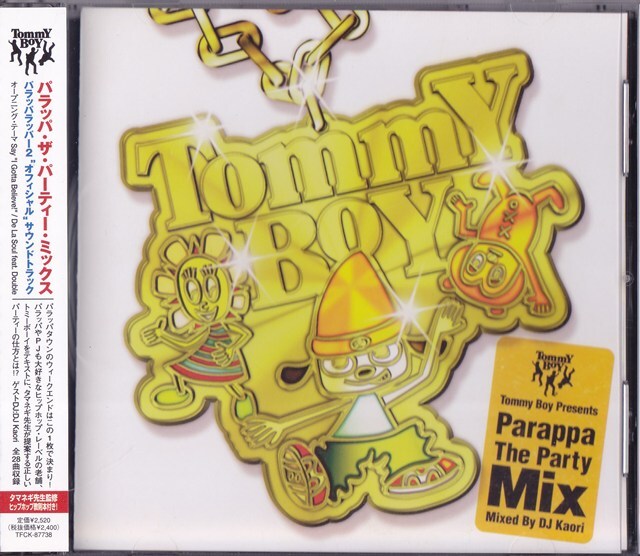 Tommy
Boy
パラッパ・ザ・パーティー・ミックス
パラッパラッパー2 "オフィシャル" サウンドトラック
オープニング・テーマ Say "I Gotta Believe!" / De La Soul feat. Double
パラッパタウンのウィークエンドはこの1枚で決まり!
パラッパやPJも大好きなヒップホップ・レーベルの老舗、
トミーボーイをテキストに、タマネギ先生が提案する正しい
パーティーの仕方とは!? ゲストDJ:DJ Kaori 全28曲収録
タマネギ先生監修
ヒップホップ教則本付き!
定価¥2,520
(税抜価格¥2,400)
TFCK-87738
Tommy
Boy
Tommy
Boy
Tommy Boy Presents
Parappa
The Party
Mix
Mixed By DJ Kaori